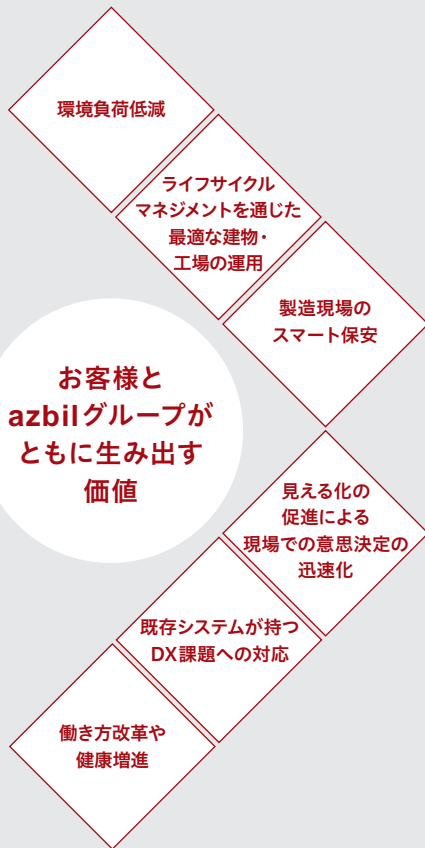 環境負荷低減
ライフサイクル
マネジメントを通じた
最適な建物・
工場の運用
製造現場の
スマート保安
お客様と
azbilグループが
ともに生み出す
価値
見える化の
促進による
現場での意思決定の
迅速化
既存システムが持つ
DX課題への対応
働き方改革や
健康増進